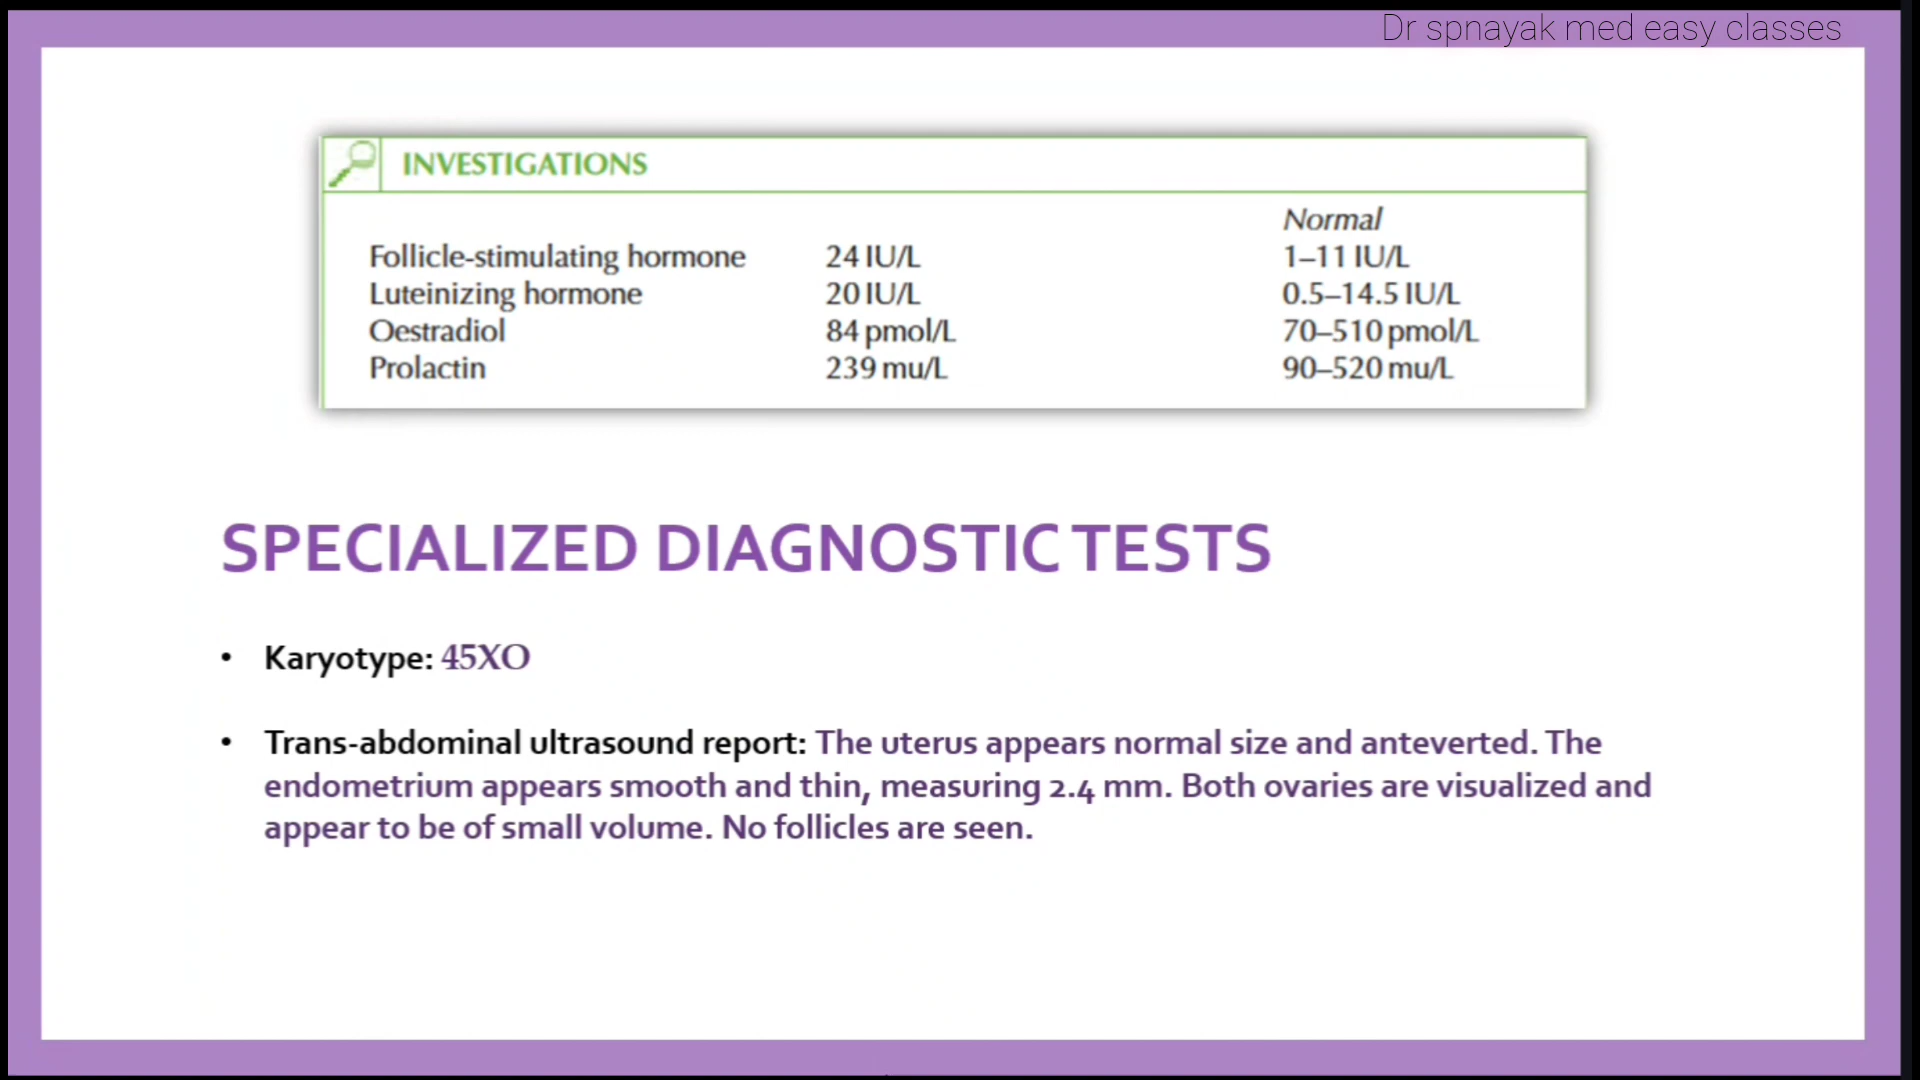 Dr spnayak med easy classes
INVESTIGATIONS
Normal
Follicle-stimulating hormone 24 IU/L 1–11 IU/L
Luteinizing hormone 20 IU/L 0.5–14.5 IU/L
Oestradiol 84 pmol/L 70–510 pmol/L
Prolactin 239 mu/L 90–520 mu/L
SPECIALIZED DIAGNOSTIC TESTS
• Karyotype: 45XO
• Trans-abdominal ultrasound report: The uterus appears normal size and anteverted. The
endometrium appears smooth and thin, measuring 2.4 mm. Both ovaries are visualized and
appear to be of small volume. No follicles are seen.